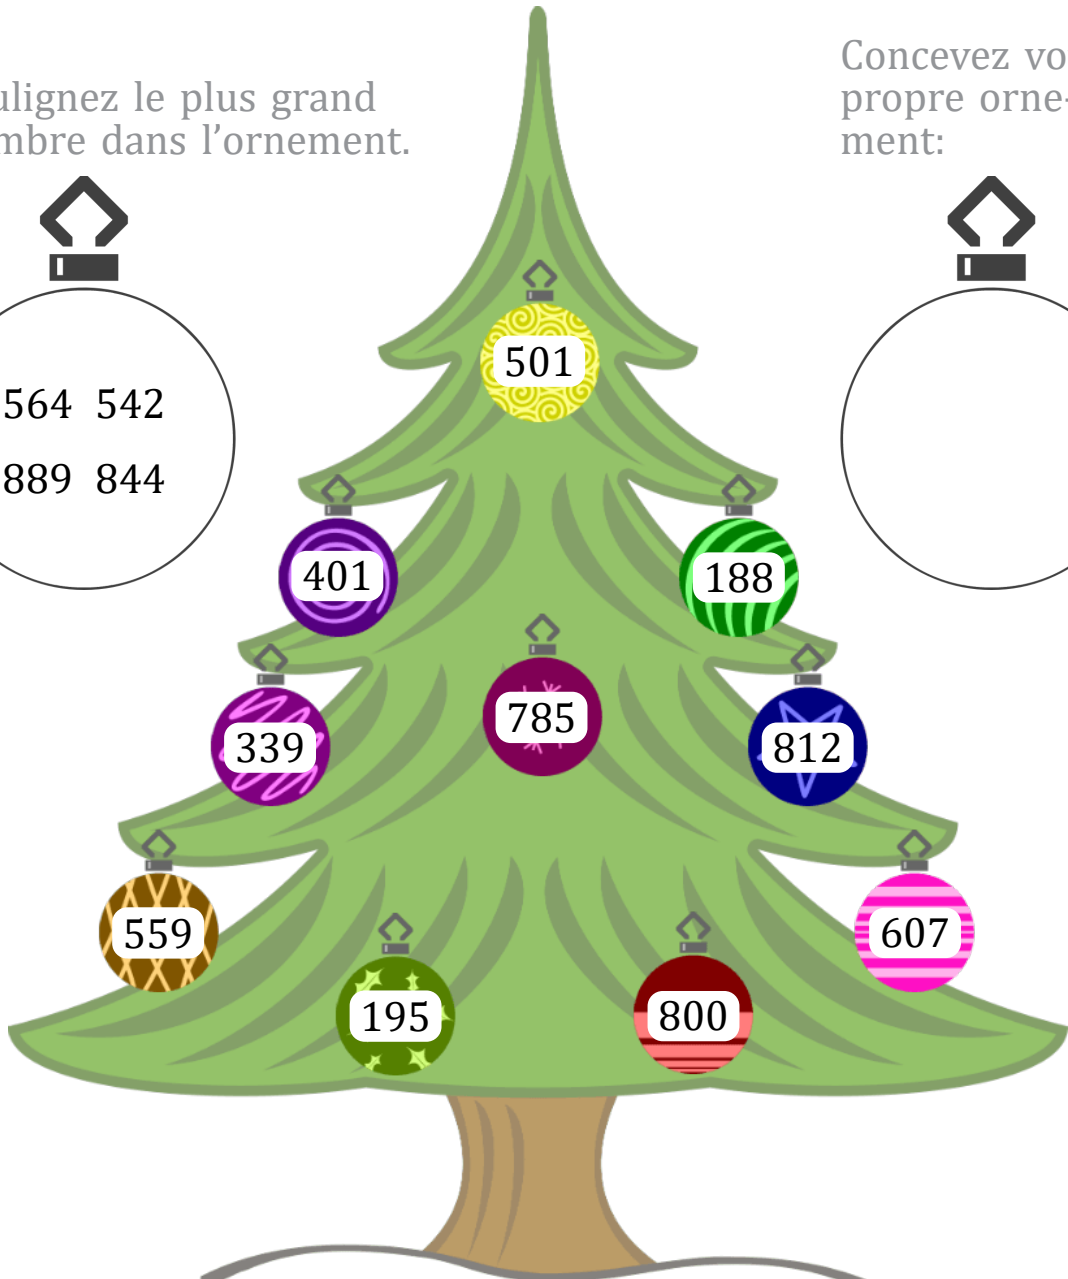 ulignez le plus grand
mbre dans l’ornement.
Concevez vo
propre orne-
ment:
564 542
889 844
501
401
188
339
785
812
559
607
195
800